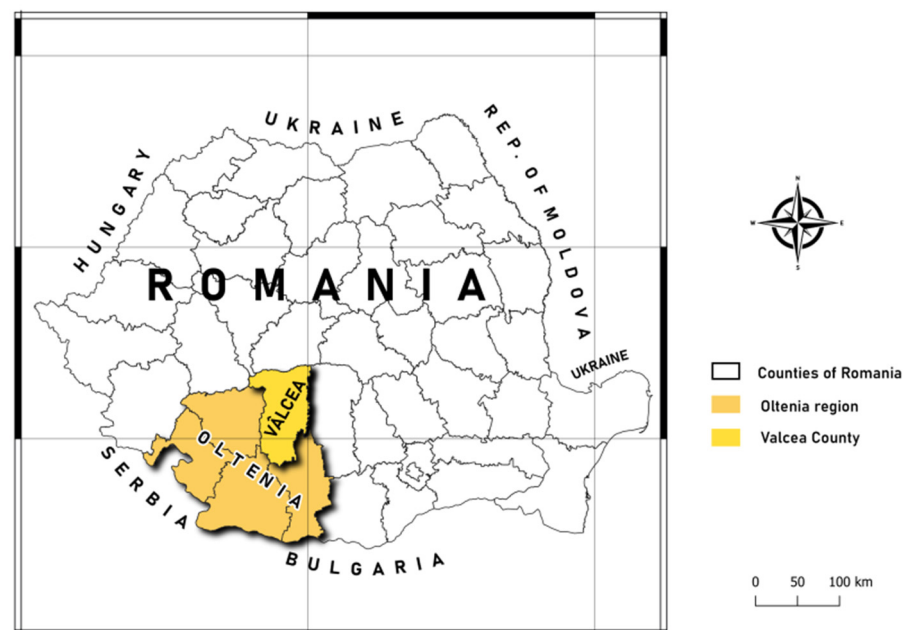 UKRAINE
REP. OF MOLDOVA
HUNGARY
ROMANIA
UKRAINE
VÂLCEA
OLTENIA
SERBIA
BULGARIA
N
W
E
S
Counties of Romania
Oltenia region
Valcea County
0 50 100 km